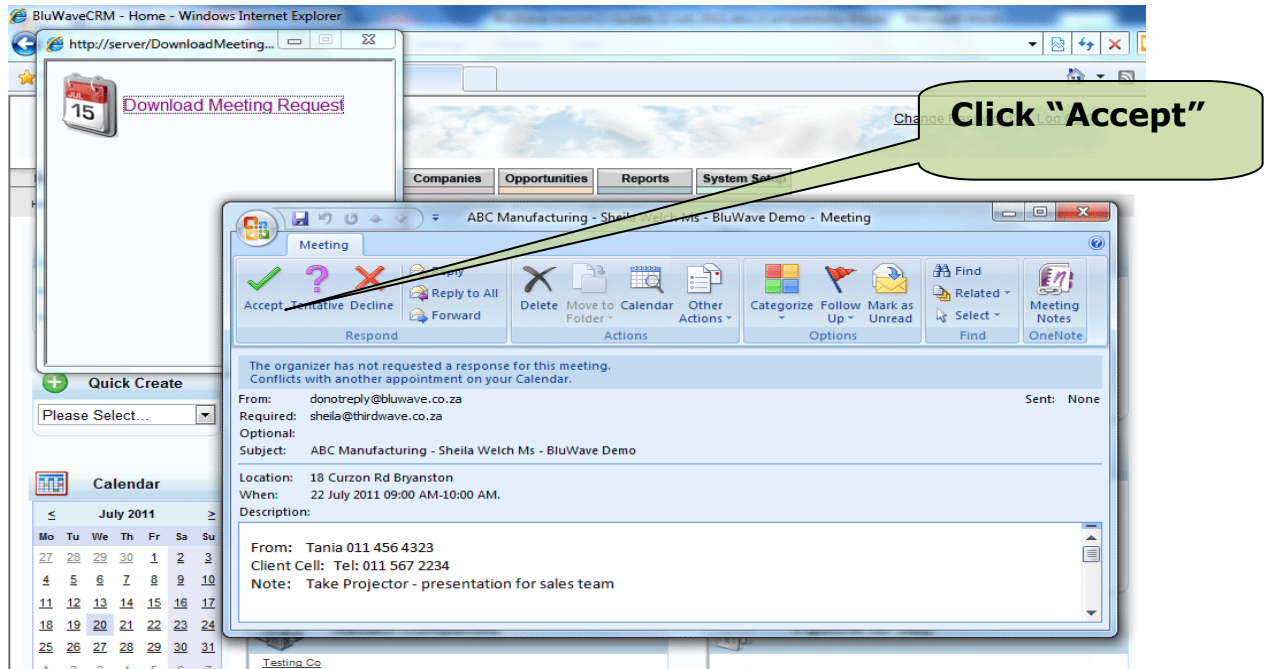 BluWaveCRM - Home - Windows Internet Explorer
http://server/DownloadMeeting...
JUL
15
Download Meeting Request
Click “Accept”
Companies Opportunities Reports System Setup
ABC Manufacturing - Sheila Welch Ms - BluWave Demo - Meeting
Meeting
Accept Tentative Decline
Reply
Reply to All
Forward
Respond
Delete
Move to Folder
Calendar
Other Actions
Actions
Categorize
Follow Up
Mark as Unread
Options
Find
Related
Select
Find
Meeting Notes
OneNote
The organizer has not requested a response for this meeting.
Conflicts with another appointment on your Calendar.
From: donotreply@bluwave.co.za Sent: None
Required: sheila@thirdwave.co.za
Optional:
Subject: ABC Manufacturing - Sheila Welch Ms - BluWave Demo
Location: 18 Curzon Rd Bryanston
When: 22 July 2011 09:00 AM-10:00 AM.
Description:
From: Tania 011 456 4323
Client Cell: Tel: 011 567 2234
Note: Take Projector - presentation for sales team
Quick Create
Please Select...
Calendar
< July 2011 >
Mo Tu We Th Fr Sa Su
27 28 29 30 1 2 3
4 5 6 7 8 9 10
11 12 13 14 15 16 17
18 19 20 21 22 23 24
25 26 27 28 29 30 31
Testing Co